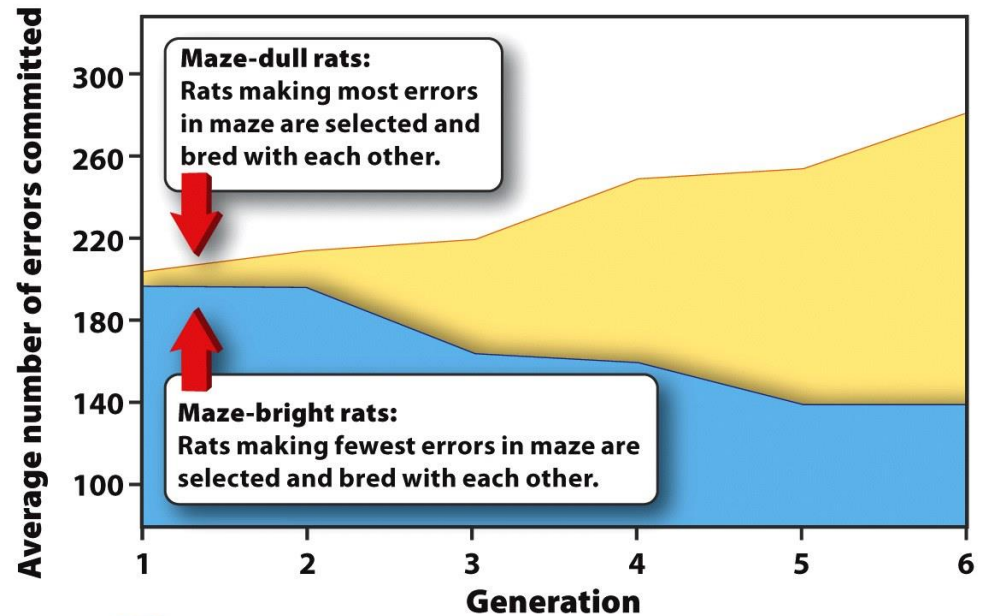 Average number of errors committed
300
260
220
180
140
100
Maze-dull rats:
Rats making most errors
in maze are selected and
bred with each other.
Maze-bright rats:
Rats making fewest errors in maze are
selected and bred with each other.
1 2 3 4 5 6
Generation